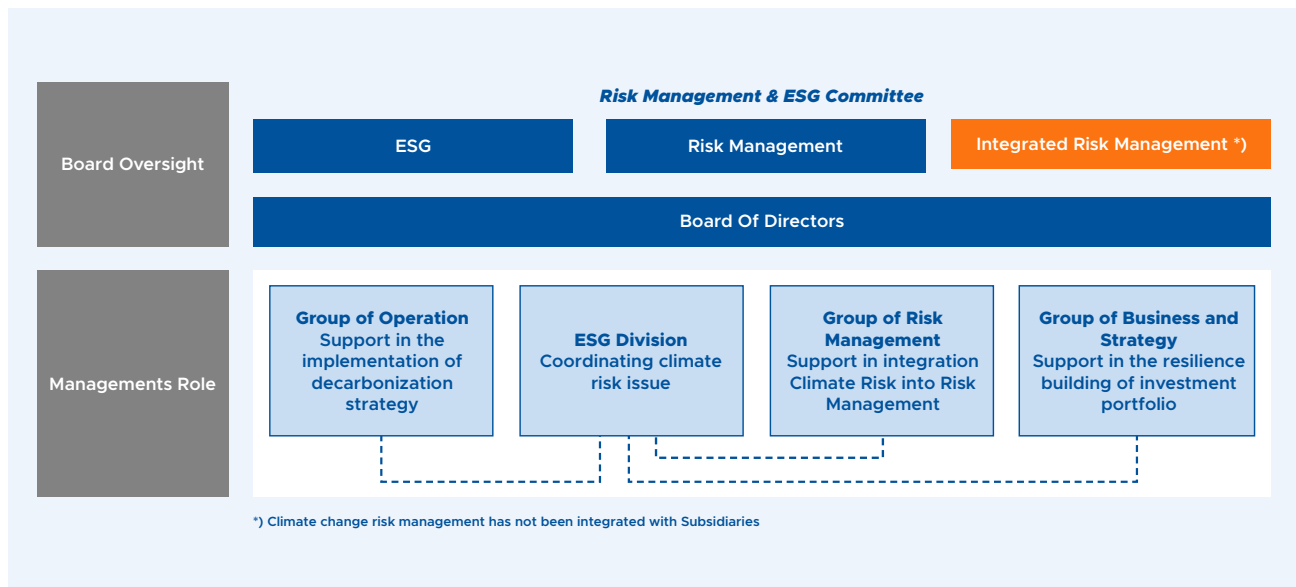 Board Oversight
Risk Management & ESG Committee
ESG
Risk Management
Integrated Risk Management *)
Board Of Directors
Managements Role
Group of Operation
Support in the
implementation of
decarbonization
strategy
ESG Division
Coordinating climate
risk issue
Group of Risk
Management
Support in integration
Climate Risk into Risk
Management
Group of Business and
Strategy
Support in the resilience
building of investment
portfolio
*) Climate change risk management has not been integrated with Subsidiaries